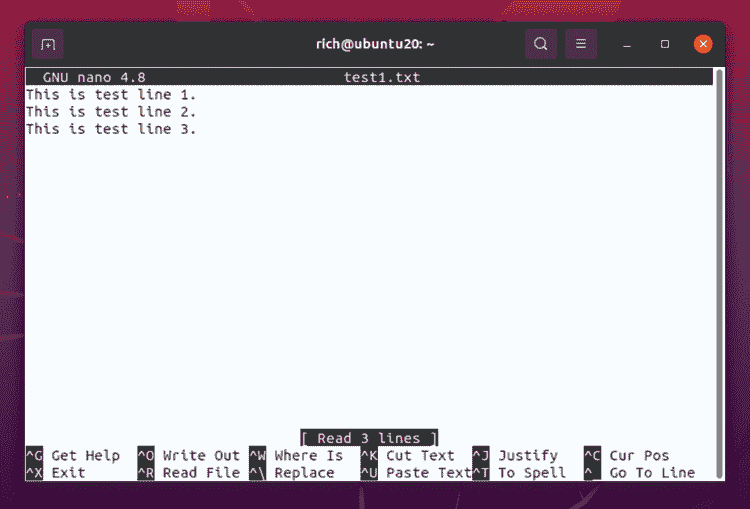 rich@ubuntu20: ~
GNU nano 4.8 test1.txt
This is test line 1.
This is test line 2.
This is test line 3.
[ Read 3 lines ]
^G Get Help ^O Write Out ^W Where Is ^K Cut Text ^J Justify ^C Cur Pos
^X Exit ^R Read File ^\ Replace ^U Paste Text ^T To Spell ^_ Go To Line